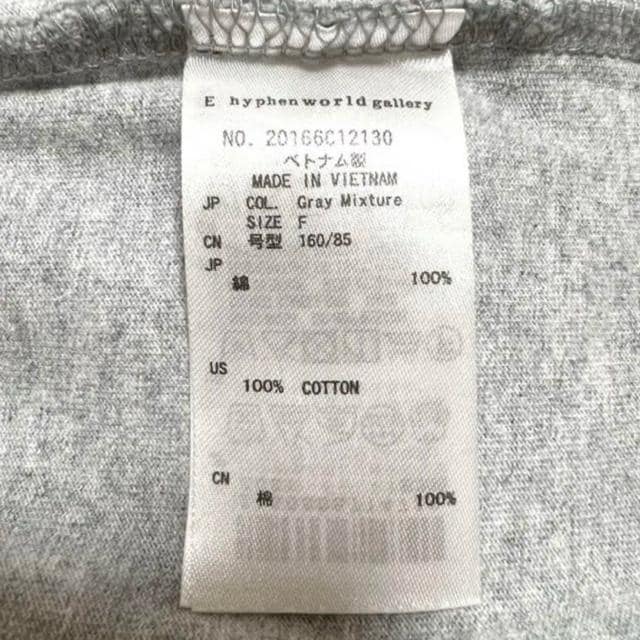 E hyphen world gallery
NO. 20166C12130
ベトナム製
MADE IN VIETNAM
JP COL. Gray Mixture
SIZE F
CN 号型 160/85
JP
綿 100%
US
100% COTTON
CN
棉 100%